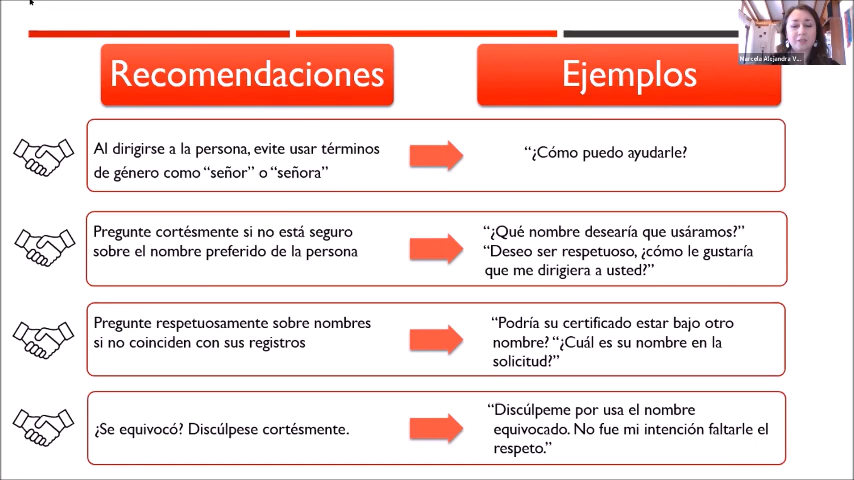 Recomendaciones
Ejemplos
Marcela Alejandra V...
Al dirigirse a la persona, evite usar términos
de género como “señor” o “señora”
“¿Cómo puedo ayudarle?
Pregunte cortésmente si no está seguro
sobre el nombre preferido de la persona
“¿Qué nombre desearía que usáramos?”
“Deseo ser respetuoso, ¿cómo le gustaría
que me dirigiera a usted?”
Pregunte respetuosamente sobre nombres
si no coinciden con sus registros
“Podría su certificado estar bajo otro
nombre? “¿Cuál es su nombre en la
solicitud?”
¿Se equivocó? Discúlpese cortésmente.
“Discúlpeme por usa el nombre
equivocado. No fue mi intención faltarle el
respeto.”